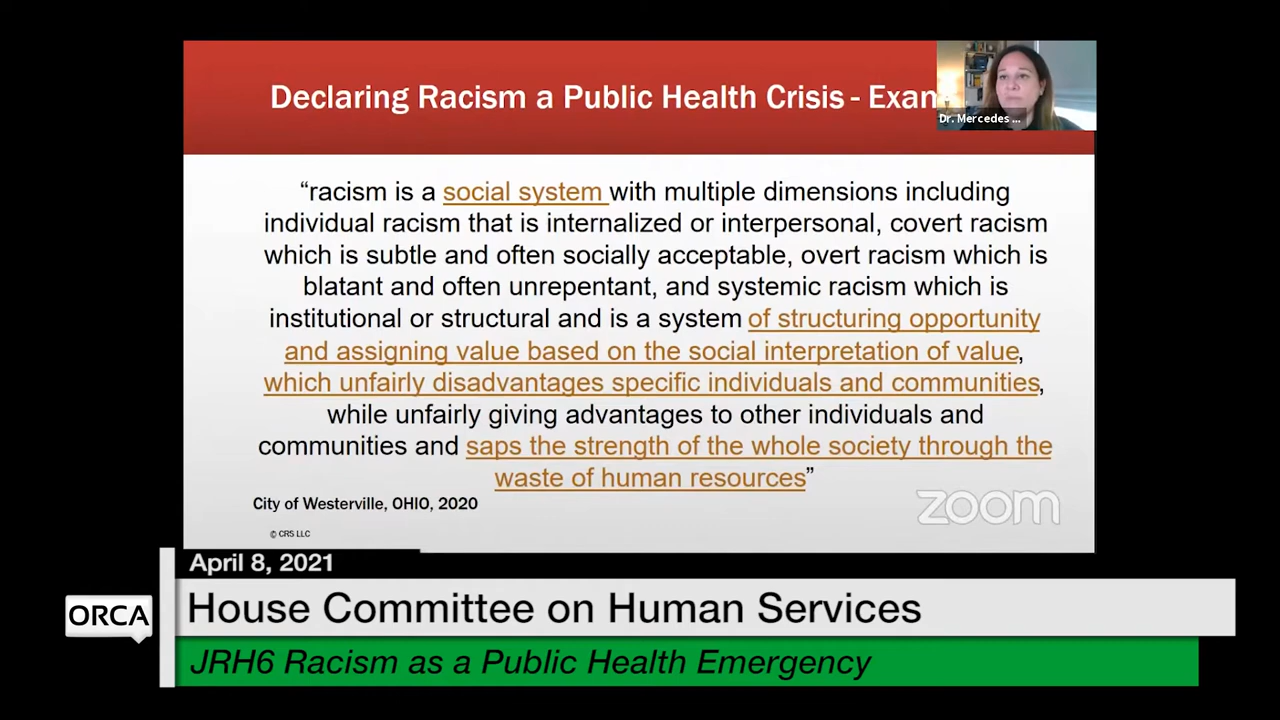 Declaring Racism a Public Health Crisis - Exam
Dr. Mercedes ...
“racism is a social system with multiple dimensions including
individual racism that is internalized or interpersonal, covert racism
which is subtle and often socially acceptable, overt racism which is
blatant and often unrepentant, and systemic racism which is
institutional or structural and is a system of structuring opportunity
and assigning value based on the social interpretation of value,
which unfairly disadvantages specific individuals and communities,
while unfairly giving advantages to other individuals and
communities and saps the strength of the whole society through the
waste of human resources”
City of Westerville, OHIO, 2020
zoom
© CR5 LLC
April 8, 2021
ORCA
House Committee on Human Services
JRH6 Racism as a Public Health Emergency